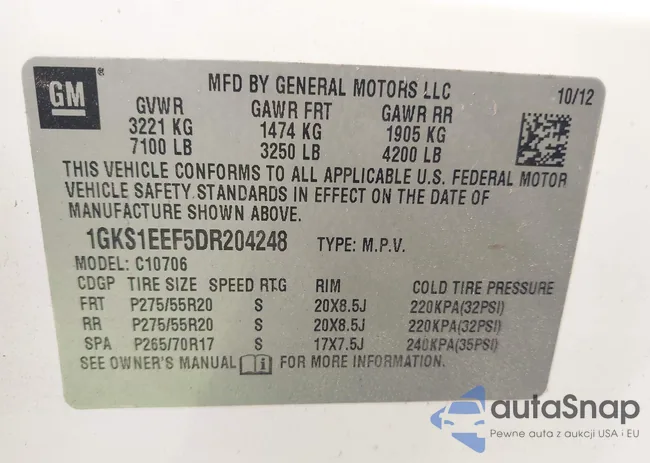 GM
MFD BY GENERAL MOTORS LLC
10/12
GVWR GAWR FRT GAWR RR
3221 KG 1474 KG 1905 KG
7100 LB 3250 LB 4200 LB
THIS VEHICLE CONFORMS TO ALL APPLICABLE U.S. FEDERAL MOTOR
VEHICLE SAFETY STANDARDS IN EFFECT ON THE DATE OF
MANUFACTURE SHOWN ABOVE.
1GKS1EEF5DR204248 TYPE: M.P.V.
MODEL: C10706
CDGP TIRE SIZE SPEED RTG RIM COLD TIRE PRESSURE
FRT P275/55R20 S 20X8.5J 220KPA(32PSI)
RR P275/55R20 S 20X8.5J 220KPA(32PSI)
SPA P265/70R17 S 17X7.5J 240KPA(35PSI)
SEE OWNER'S MANUAL i FOR MORE INFORMATION.
autaSnap
Pewne auta z aukcji USA i EU